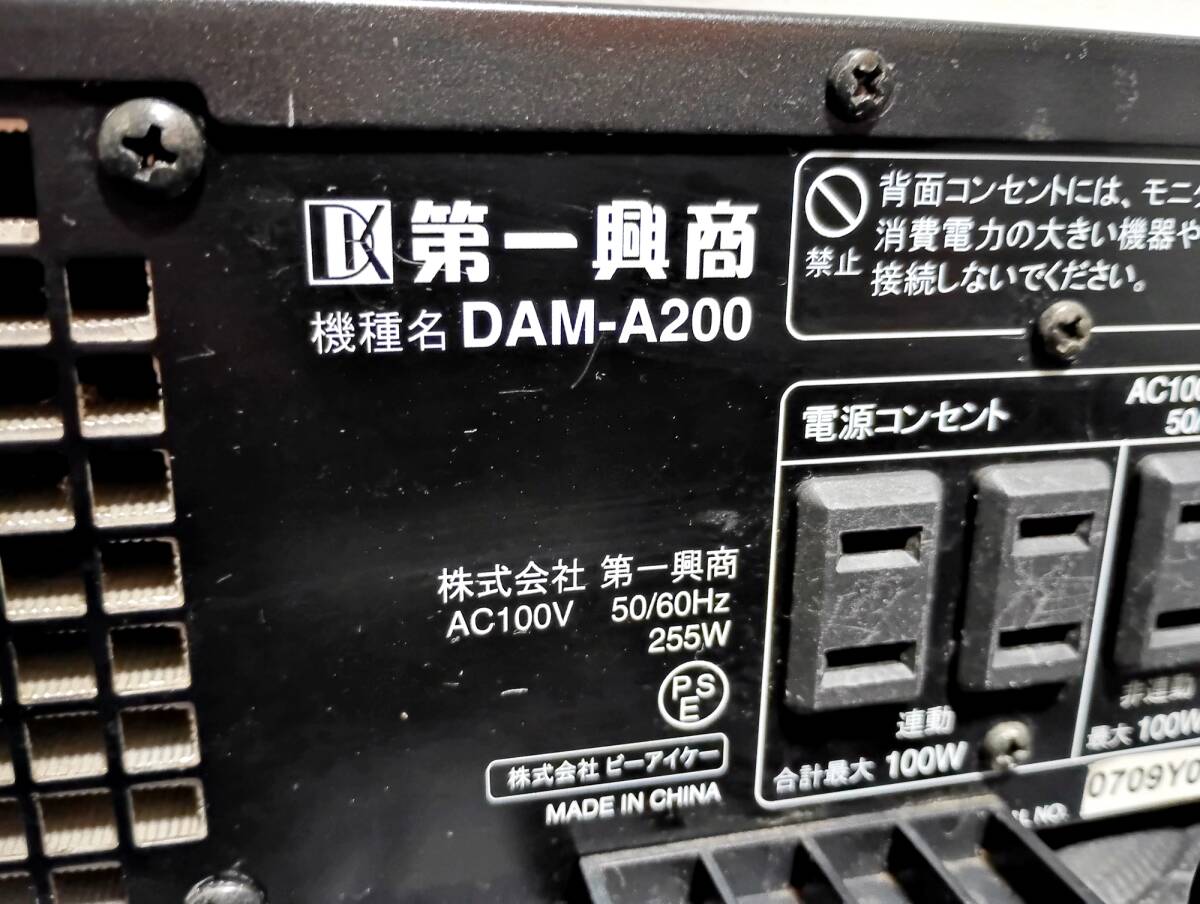 DK 第一興商
機種名 DAM-A200
禁止
背面コンセントには、モニ
消費電力の大きい機器や
接続しないでください。
電源コンセント
AC100
50/
株式会社 第一興商
AC100V 50/60Hz
255W
PSE
株式会社 ピーアイケー
MADE IN CHINA
連動
合計最大 100W
非連動
最大 100W
NO.
0709Y0